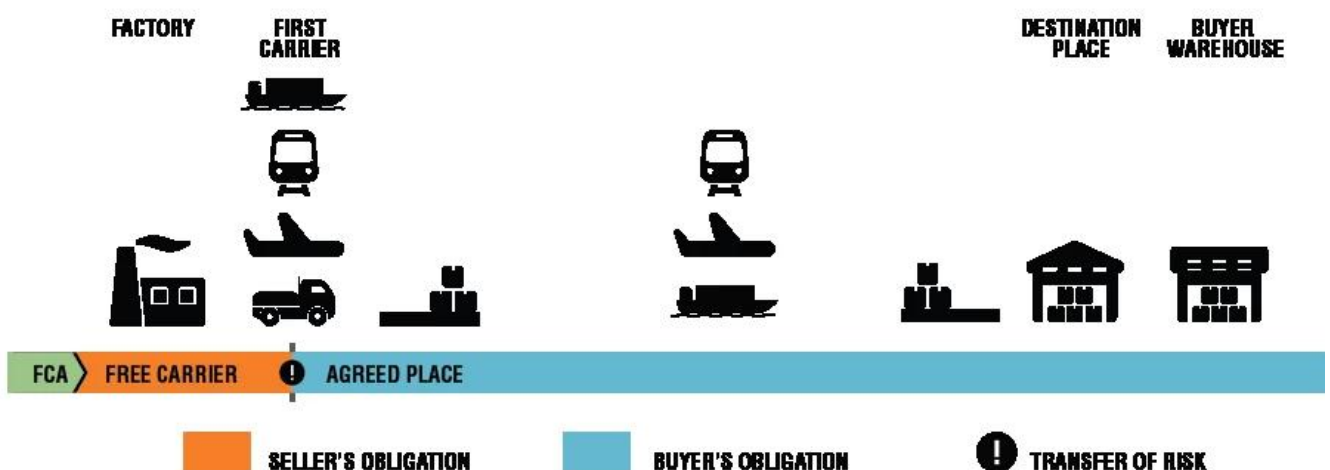 FACTORY
FIRST
CARRIER
DESTINATION
PLACE
BUYER
WAREHOUSE
FCA
FREE CARRIER
!
AGREED PLACE
SELLER'S OBLIGATION
BUYER'S OBLIGATION
!
TRANSFER OF RISK